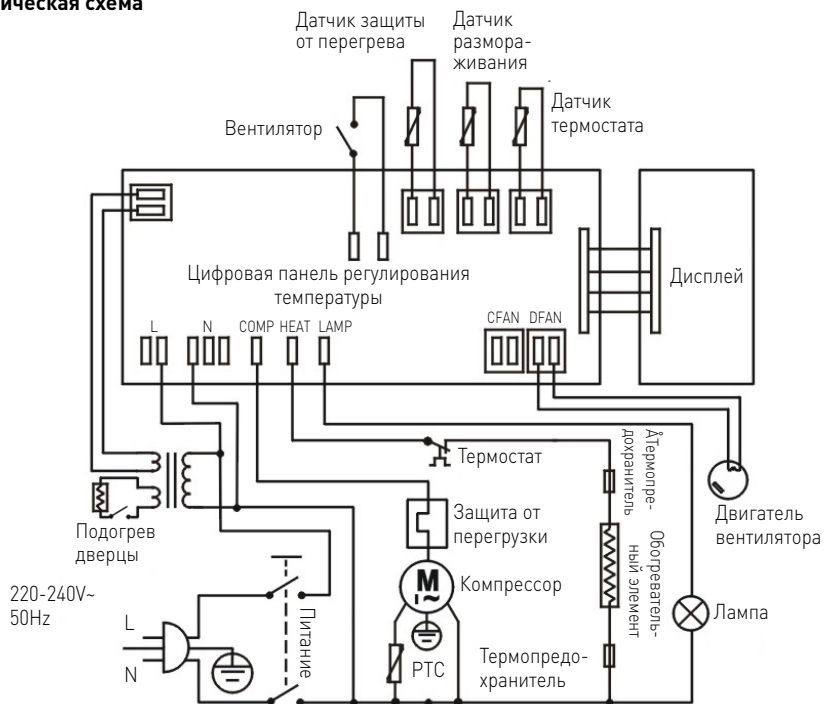 ическая схема
Датчик защиты
от перегрева
Датчик
размора-
живания
Датчик
термостата
Вентилятор
Цифровая панель регулирования
температуры
Дисплей
L
N
COMP
HEAT
LAMP
CFAN
DFAN
Термостат
ÅТермопре-
дохранитель
Двигатель
вентилятора
Подогрев
дверцы
Защита от
перегрузки
Обогреватель-
ный элемент
M
Компрессор
220-240V~
50Hz
L
N
Питание
PTC
Термопредо-
хранитель
Лампа